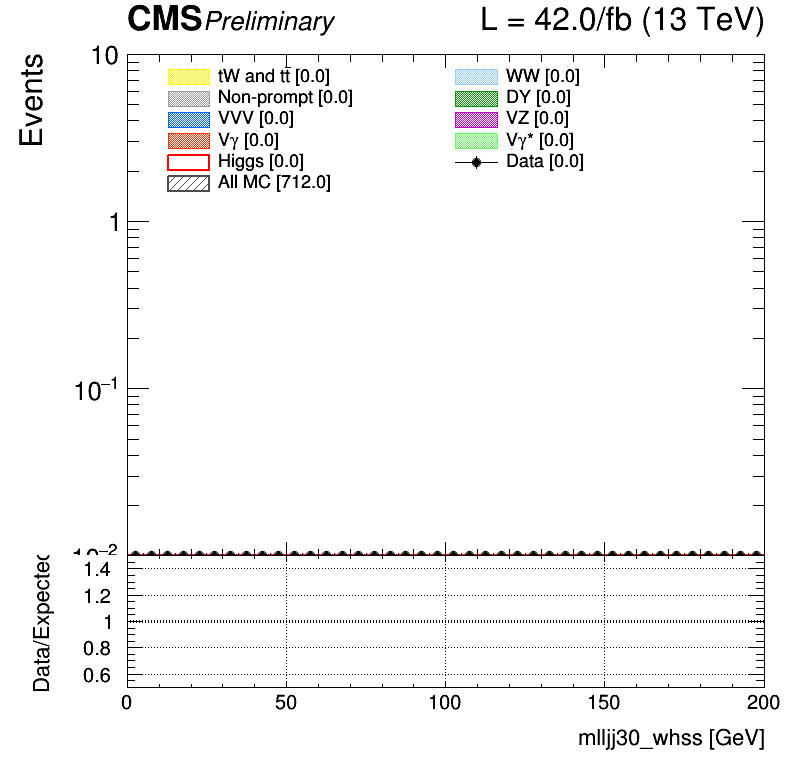 CMS Preliminary L = 42.0/fb (13 TeV)
Events
10
1
10⁻¹
10⁻²
tW and tt̄ [0.0] WW [0.0]
Non-prompt [0.0] DY [0.0]
VVV [0.0] VZ [0.0]
Vγ [0.0] Vγ* [0.0]
Higgs [0.0] Data [0.0]
All MC [712.0]
Data/Expected
1.4
1.2
1
0.8
0.6
0 50 100 150 200
mlljj30_whss [GeV]